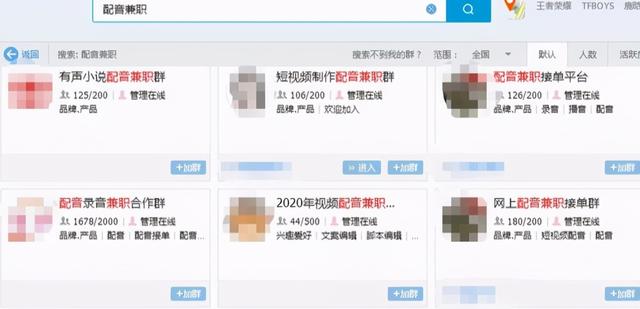 配音兼职
王者荣耀 TFBOYS
返回 搜索: 配音兼职 搜索不到我的群？ 范围: 全国 默认 人数
有声小说配音兼职群
125/200 管理在线
品牌.产品
+加群
短视频制作配音兼职群
106/200 管理在线
品牌.产品 欢迎加入
进入 +加群
配音兼职接单平台
126/200 管理在线
品牌.产品 录音 播音 配音
+加群
配音录音兼职合作群
1678/2000 管理在线
品牌.产品 配音 配音接单 配音...
+加群
2020年视频配音兼职...
44/500 管理在线
兴趣爱好 文案编辑 脚本编辑
+加群
网上配音兼职接单群
180/200 管理在线
品牌.产品 短视频配音 配音
+加群